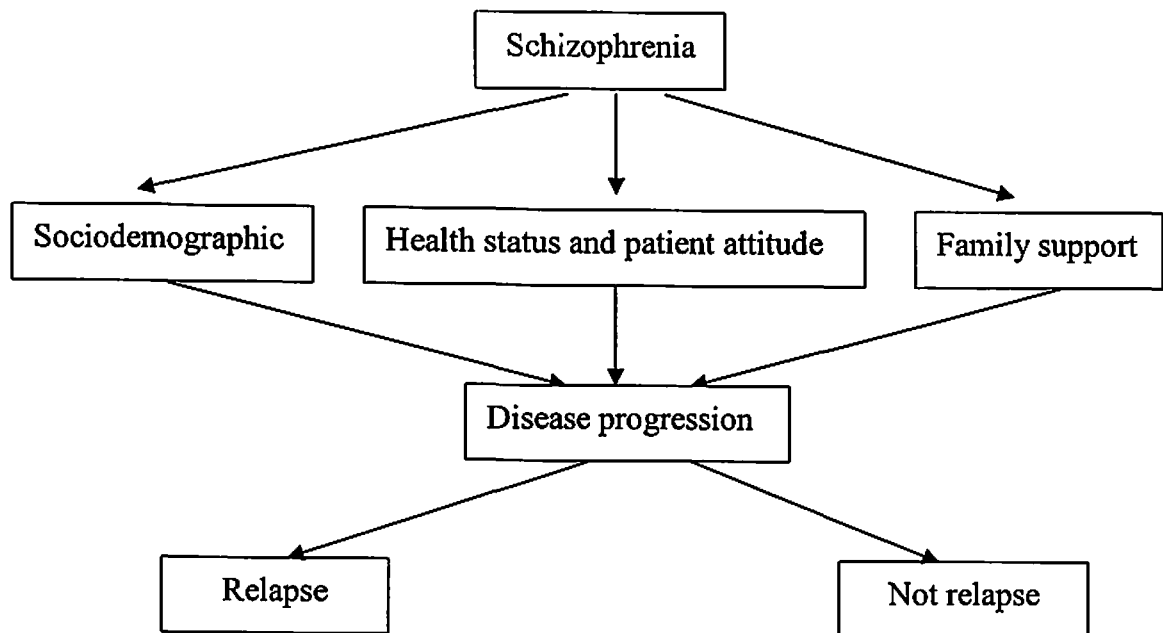 Schizophrenia
Sociodemographic
Health status and patient attitude
Family support
Disease progression
Relapse
Not relapse